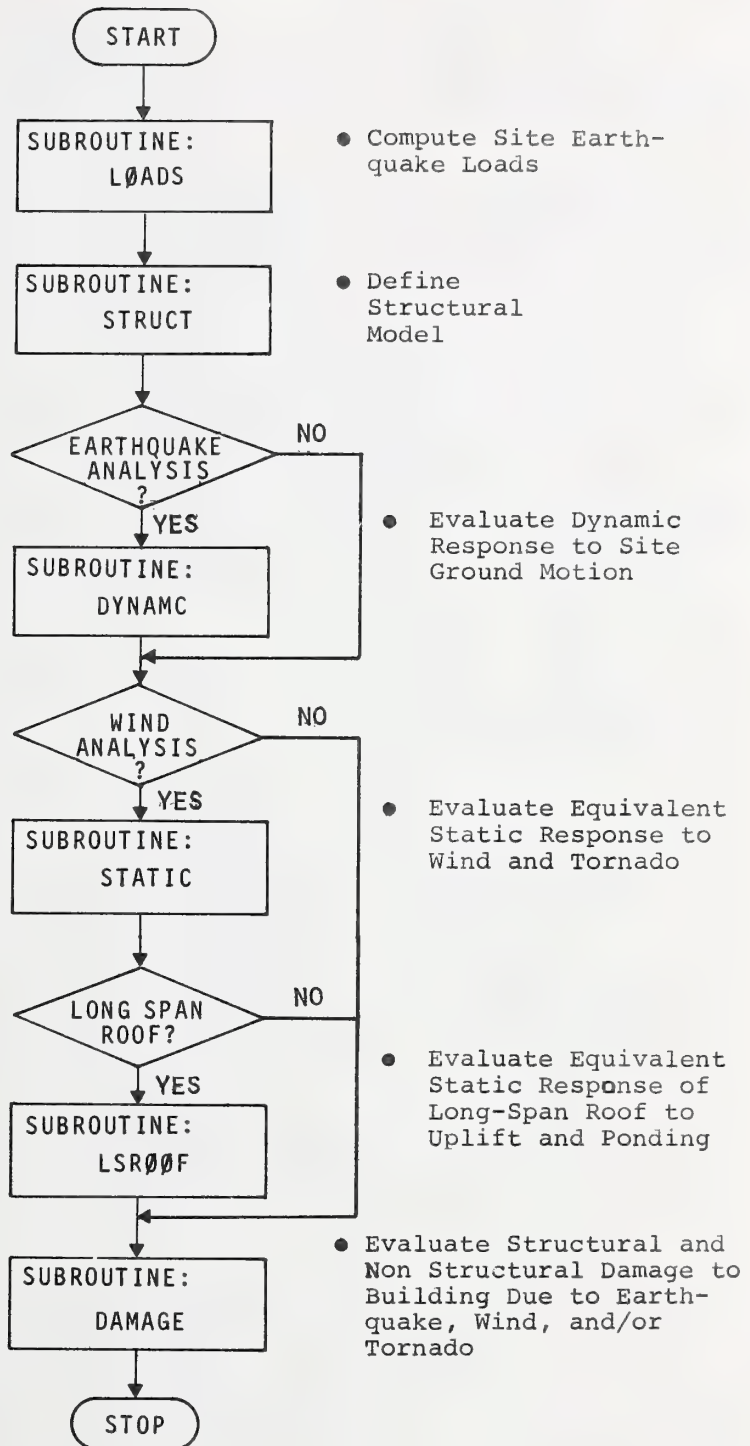 START
SUBROUTINE:
LØADS
● Compute Site Earth-
quake Loads
SUBROUTINE:
STRUCT
● Define
Structural
Model
EARTHQUAKE
ANALYSIS
?
NO
YES
SUBROUTINE:
DYNAMC
● Evaluate Dynamic
Response to Site
Ground Motion
WIND
ANALYSIS
?
NO
YES
SUBROUTINE:
STATIC
● Evaluate Equivalent
Static Response to
Wind and Tornado
LONG SPAN
ROOF?
NO
YES
SUBROUTINE:
LSRØØF
● Evaluate Equivalent
Static Response of
Long-Span Roof to
Uplift and Ponding
SUBROUTINE:
DAMAGE
● Evaluate Structural and
Non Structural Damage to
Building Due to Earth-
quake, Wind, and/or
Tornado
STOP